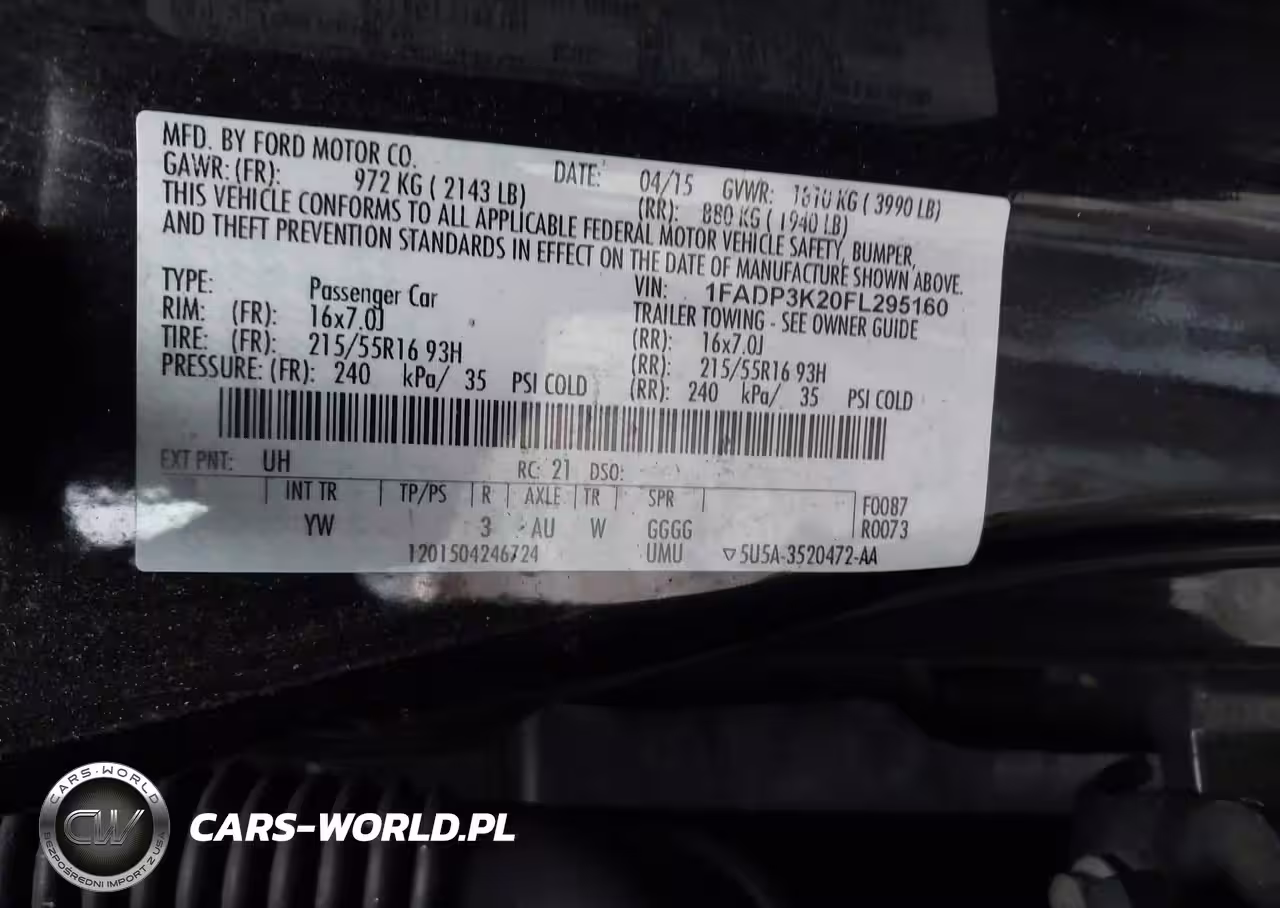 MFD. BY FORD MOTOR CO. DATE: 04/15 GVWR: 1810 KG ( 3990 LB)
GAWR: (FR): 972 KG ( 2143 LB) (RR): 880 KG ( 1940 LB)
THIS VEHICLE CONFORMS TO ALL APPLICABLE FEDERAL MOTOR VEHICLE SAFETY, BUMPER,
AND THEFT PREVENTION STANDARDS IN EFFECT ON THE DATE OF MANUFACTURE SHOWN ABOVE.
VIN: 1FADP3K20FL295160
TYPE: Passenger Car TRAILER TOWING - SEE OWNER GUIDE
RIM: (FR): 16x7.0J (RR): 16x7.0J
TIRE: (FR): 215/55R16 93H (RR): 215/55R16 93H
PRESSURE: (FR): 240 kPa/ 35 PSI COLD (RR): 240 kPa/ 35 PSI COLD
EXT PNT: UH RC: 21 DSO:
INT TR TP/PS R AXLE TR SPR F0087
YW 3 AU W GGGG R0073
1201504246724 UMU ▽5U5A-3520472-AA
CARS-WORLD
CW
BEZPOŚREDNI IMPORT Z USA
CARS-WORLD.PL